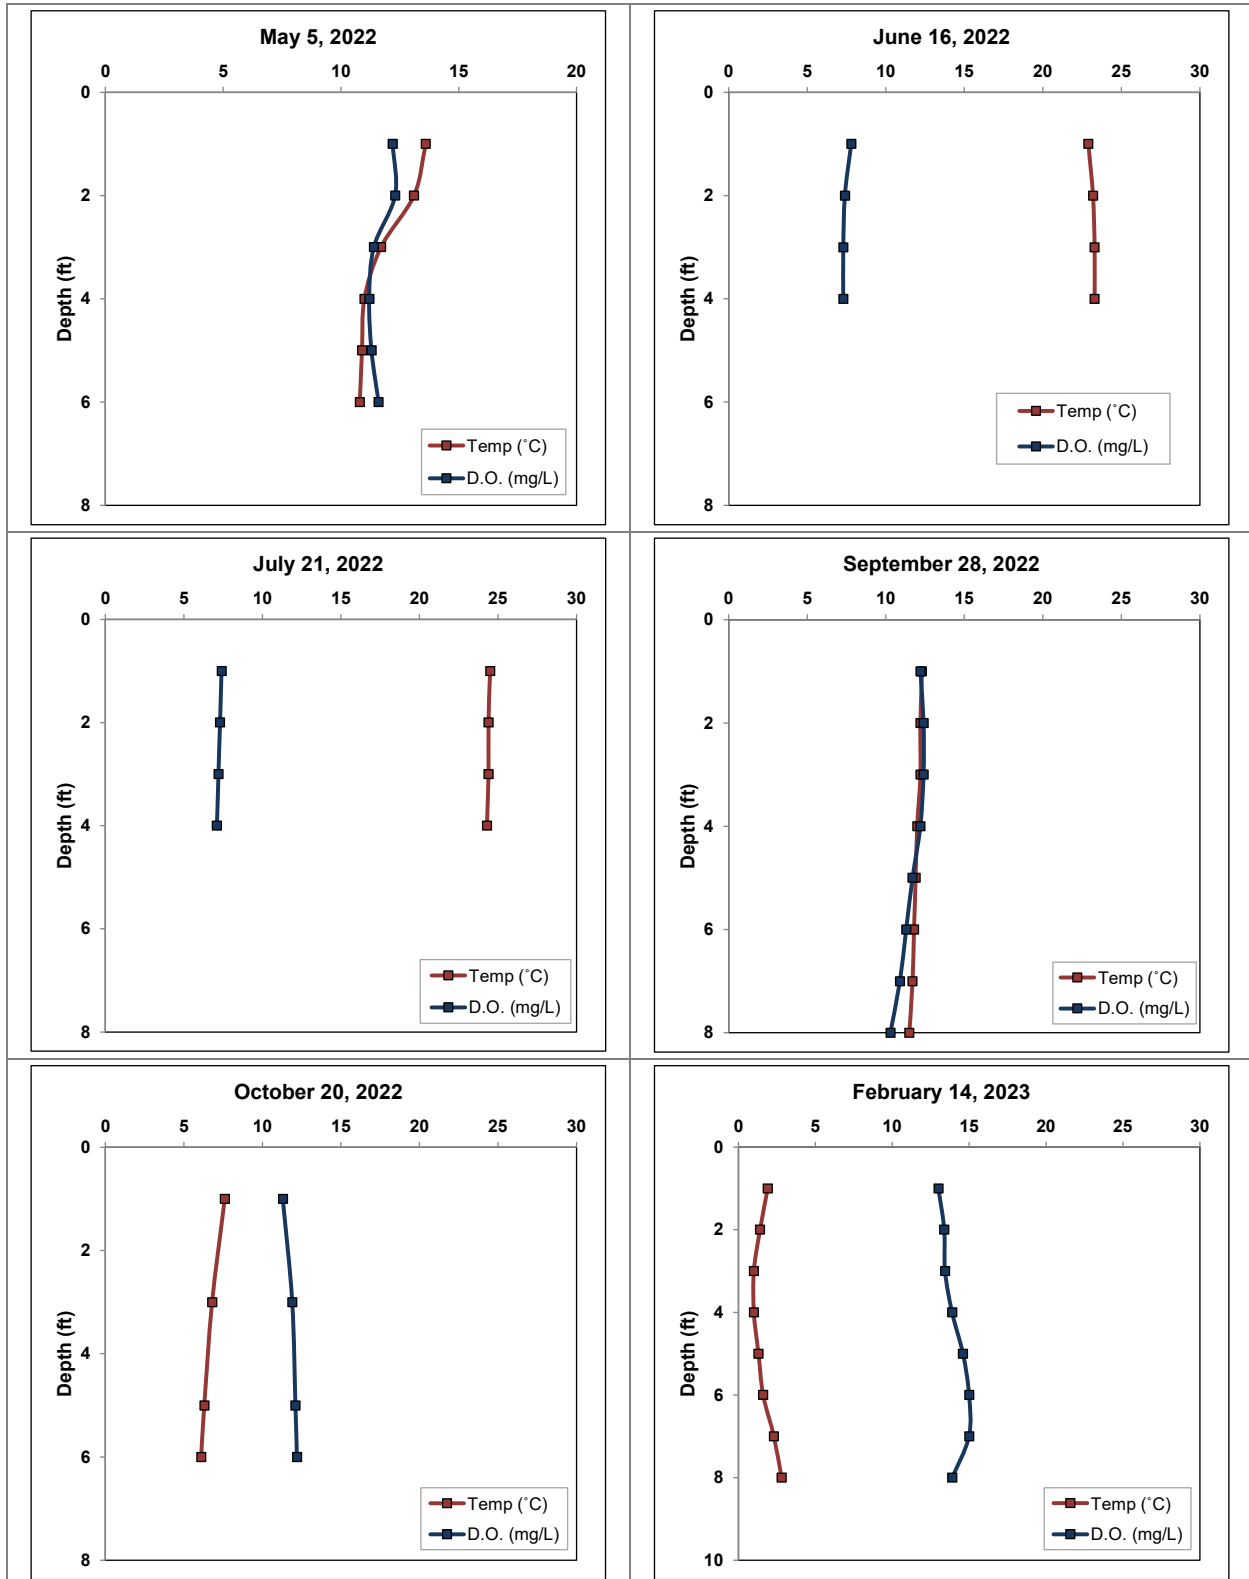 May 5, 2022
0 5 10 15 20
0
2
4
6
8
Depth (ft)
Temp (˚C)
D.O. (mg/L)
June 16, 2022
0 5 10 15 20 25 30
0
2
4
6
8
Depth (ft)
Temp (˚C)
D.O. (mg/L)
July 21, 2022
0 5 10 15 20 25 30
0
2
4
6
8
Depth (ft)
Temp (˚C)
D.O. (mg/L)
September 28, 2022
0 5 10 15 20 25 30
0
2
4
6
8
Depth (ft)
Temp (˚C)
D.O. (mg/L)
October 20, 2022
0 5 10 15 20 25 30
0
2
4
6
8
Depth (ft)
Temp (˚C)
D.O. (mg/L)
February 14, 2023
0 5 10 15 20 25 30
0
2
4
6
8
10
Depth (ft)
Temp (˚C)
D.O. (mg/L)